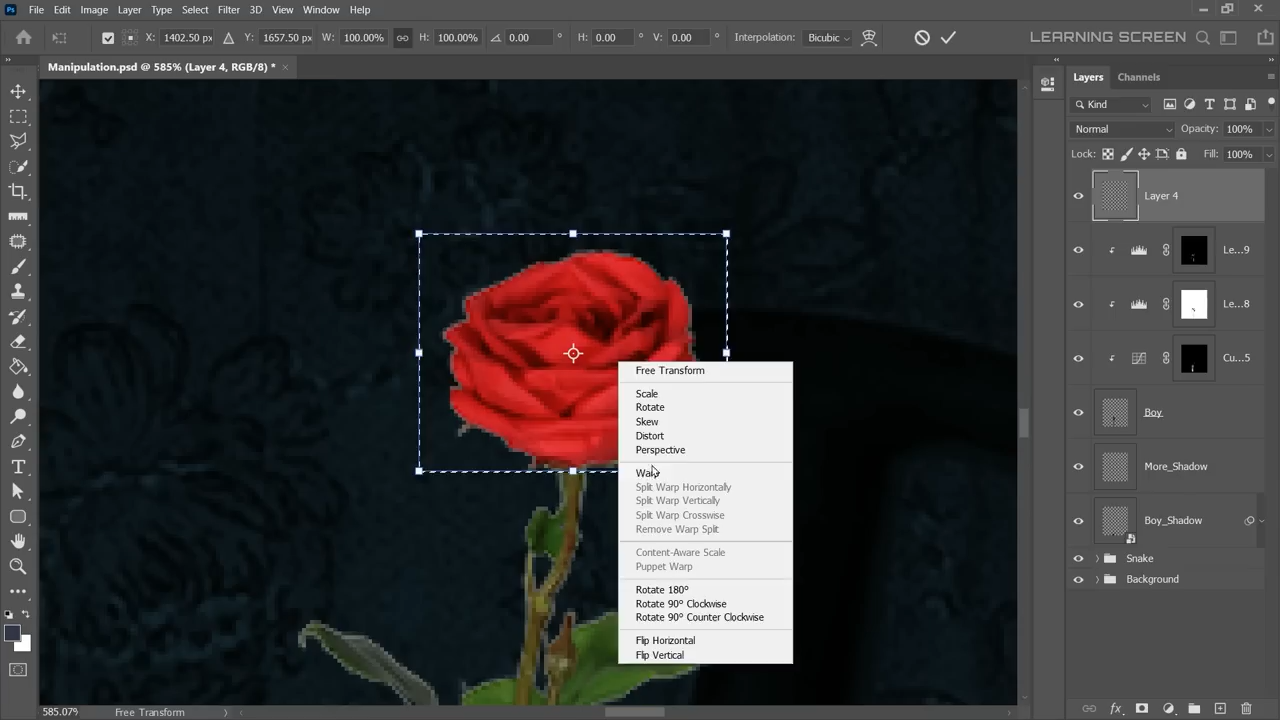 Ps File Edit Image Layer Type Select Filter 3D View Window Help
X: 1402.50 px Y: 1657.50 px W: 100.00% H: 100.00% 0.00 ° H: 0.00 ° V: 0.00 ° Interpolation: Bicubic LEARNING SCREEN
Manipulation.psd @ 585% (Layer 4, RGB/8) * ×
Layers Channels
Kind
Normal Opacity: 100%
Lock: Fill: 100%
Layer 4
Le...9
Le...8
Cu...5
Boy
More_Shadow
Boy_Shadow
Snake
Background
Free Transform
Scale
Rotate
Skew
Distort
Perspective
Warp
Split Warp Horizontally
Split Warp Vertically
Split Warp Crosswise
Remove Warp Split
Content-Aware Scale
Puppet Warp
Rotate 180°
Rotate 90° Clockwise
Rotate 90° Counter Clockwise
Flip Horizontal
Flip Vertical
585.07% Free Transform